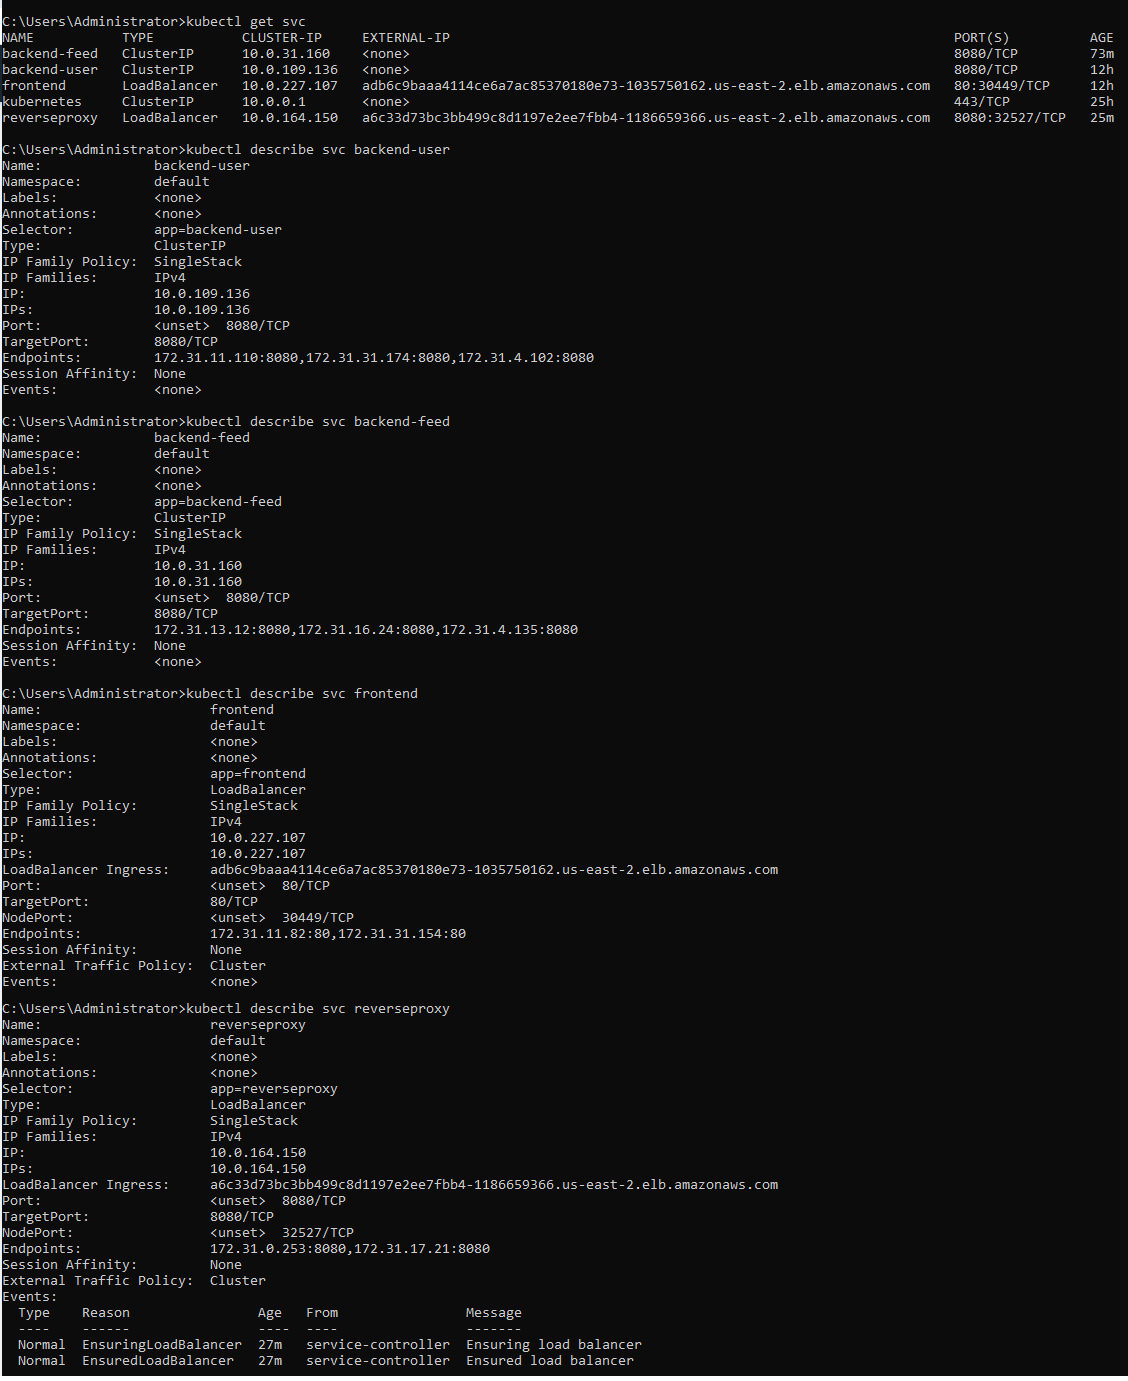 C:\Users\Administrator>kubectl get svc
NAME TYPE CLUSTER-IP EXTERNAL-IP PORT(S) AGE
backend-feed ClusterIP 10.0.31.160 <none> 8080/TCP 73m
backend-user ClusterIP 10.0.109.136 <none> 8080/TCP 12h
frontend LoadBalancer 10.0.227.107 adb6c9baaa4114ce6a7ac85370180e73-1035750162.us-east-2.elb.amazonaws.com 80:30449/TCP 12h
kubernetes ClusterIP 10.0.0.1 <none> 443/TCP 25h
reverseproxy LoadBalancer 10.0.164.150 a6c33d73bc3bb499c8d1197e2ee7fbb4-1186659366.us-east-2.elb.amazonaws.com 8080:32527/TCP 25m
C:\Users\Administrator>kubectl describe svc backend-user
Name: backend-user
Namespace: default
Labels: <none>
Annotations: <none>
Selector: app=backend-user
Type: ClusterIP
IP Family Policy: SingleStack
IP Families: IPv4
IP: 10.0.109.136
IPs: 10.0.109.136
Port: <unset> 8080/TCP
TargetPort: 8080/TCP
Endpoints: 172.31.11.110:8080,172.31.31.174:8080,172.31.4.102:8080
Session Affinity: None
Events: <none>
C:\Users\Administrator>kubectl describe svc backend-feed
Name: backend-feed
Namespace: default
Labels: <none>
Annotations: <none>
Selector: app=backend-feed
Type: ClusterIP
IP Family Policy: SingleStack
IP Families: IPv4
IP: 10.0.31.160
IPs: 10.0.31.160
Port: <unset> 8080/TCP
TargetPort: 8080/TCP
Endpoints: 172.31.13.12:8080,172.31.16.24:8080,172.31.4.135:8080
Session Affinity: None
Events: <none>
C:\Users\Administrator>kubectl describe svc frontend
Name: frontend
Namespace: default
Labels: <none>
Annotations: <none>
Selector: app=frontend
Type: LoadBalancer
IP Family Policy: SingleStack
IP Families: IPv4
IP: 10.0.227.107
IPs: 10.0.227.107
LoadBalancer Ingress: adb6c9baaa4114ce6a7ac85370180e73-1035750162.us-east-2.elb.amazonaws.com
Port: <unset> 80/TCP
TargetPort: 80/TCP
NodePort: <unset> 30449/TCP
Endpoints: 172.31.11.82:80,172.31.31.154:80
Session Affinity: None
External Traffic Policy: Cluster
Events: <none>
C:\Users\Administrator>kubectl describe svc reverseproxy
Name: reverseproxy
Namespace: default
Labels: <none>
Annotations: <none>
Selector: app=reverseproxy
Type: LoadBalancer
IP Family Policy: SingleStack
IP Families: IPv4
IP: 10.0.164.150
IPs: 10.0.164.150
LoadBalancer Ingress: a6c33d73bc3bb499c8d1197e2ee7fbb4-1186659366.us-east-2.elb.amazonaws.com
Port: <unset> 8080/TCP
TargetPort: 8080/TCP
NodePort: <unset> 32527/TCP
Endpoints: 172.31.0.253:8080,172.31.17.21:8080
Session Affinity: None
External Traffic Policy: Cluster
Events:
Type Reason Age From Message
---- ------ ---- ---- -------
Normal EnsuringLoadBalancer 27m service-controller Ensuring load balancer
Normal EnsuredLoadBalancer 27m service-controller Ensured load balancer